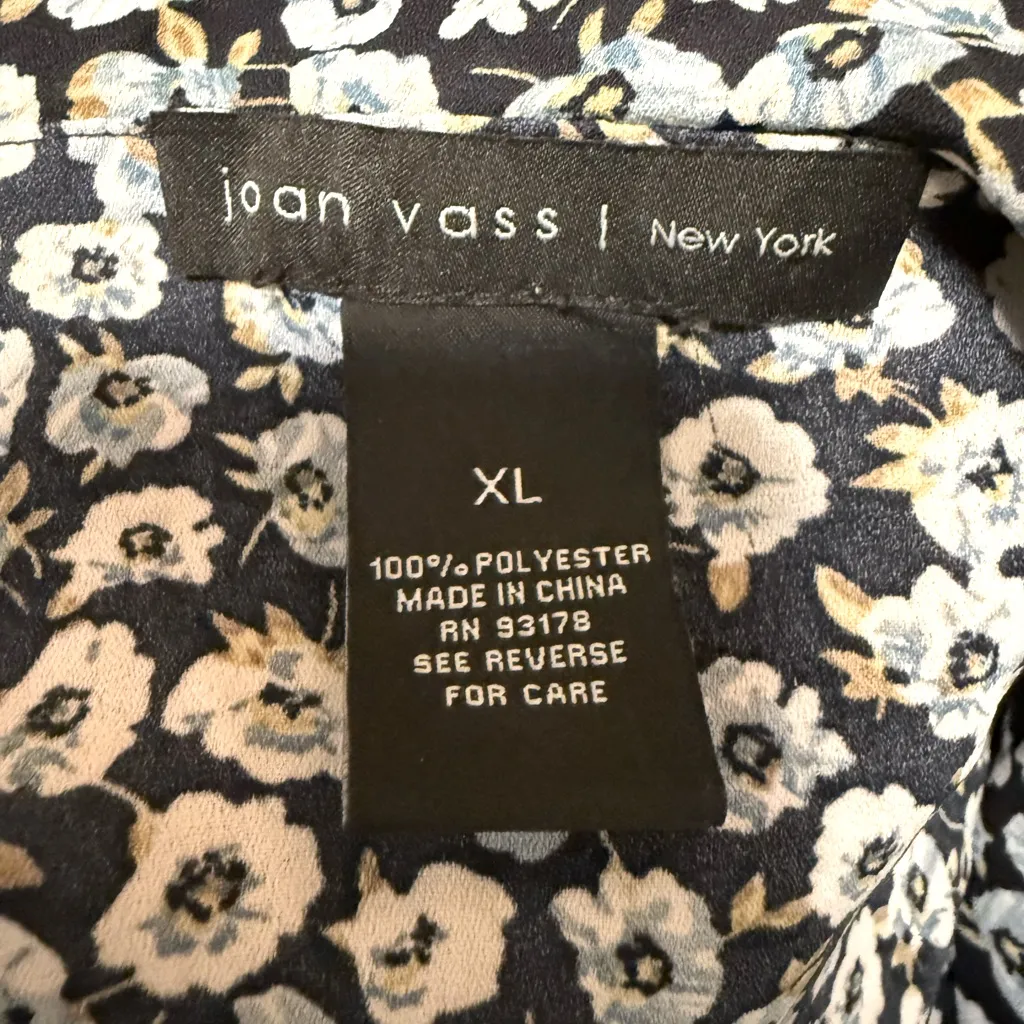 joan vass | New York
XL
100% POLYESTER
MADE IN CHINA
RN 93178
SEE REVERSE
FOR CARE